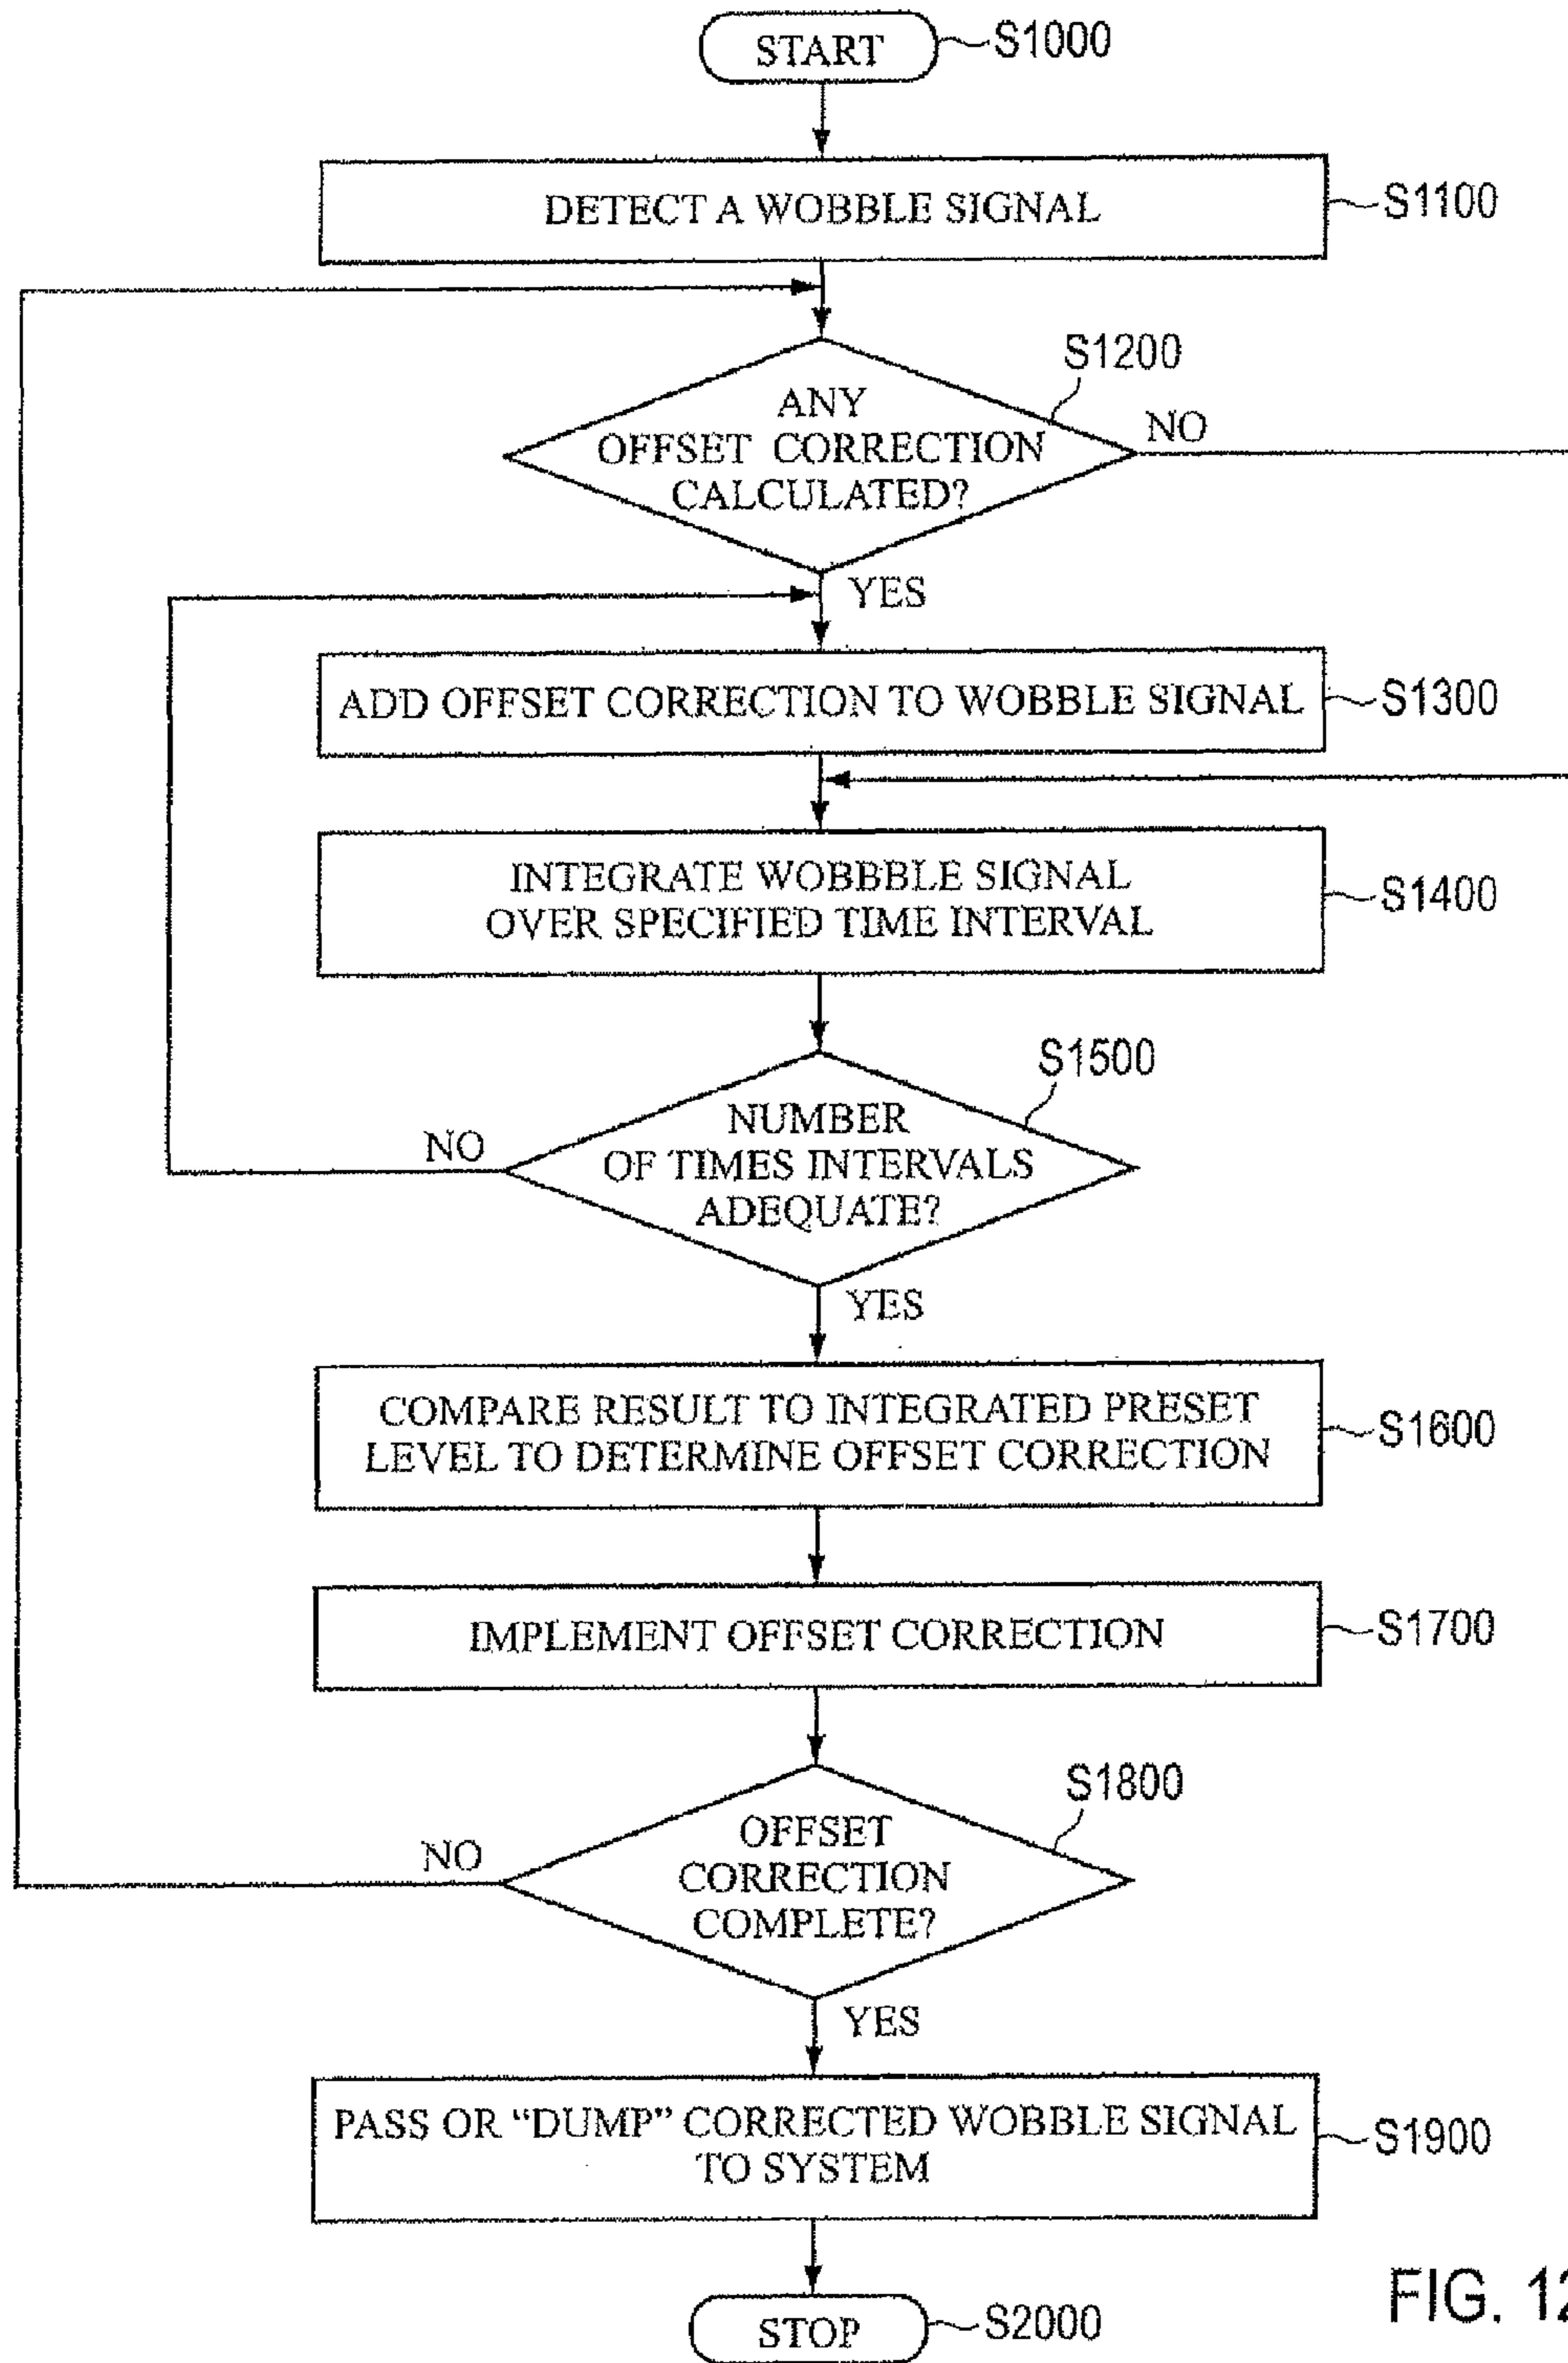 START
S1000
DETECT A WOBBLE SIGNAL
S1100
S1200
ANY
OFFSET CORRECTION
CALCULATED?
NO
YES
ADD OFFSET CORRECTION TO WOBBLE SIGNAL
S1300
INTEGRATE WOBBBLE SIGNAL
OVER SPECIFIED TIME INTERVAL
S1400
S1500
NUMBER
OF TIMES INTERVALS
ADEQUATE?
NO
YES
COMPARE RESULT TO INTEGRATED PRESET
LEVEL TO DETERMINE OFFSET CORRECTION
S1600
IMPLEMENT OFFSET CORRECTION
S1700
S1800
OFFSET
CORRECTION
COMPLETE?
NO
YES
PASS OR “DUMP” CORRECTED WOBBLE SIGNAL
TO SYSTEM
S1900
STOP
S2000
FIG. 12